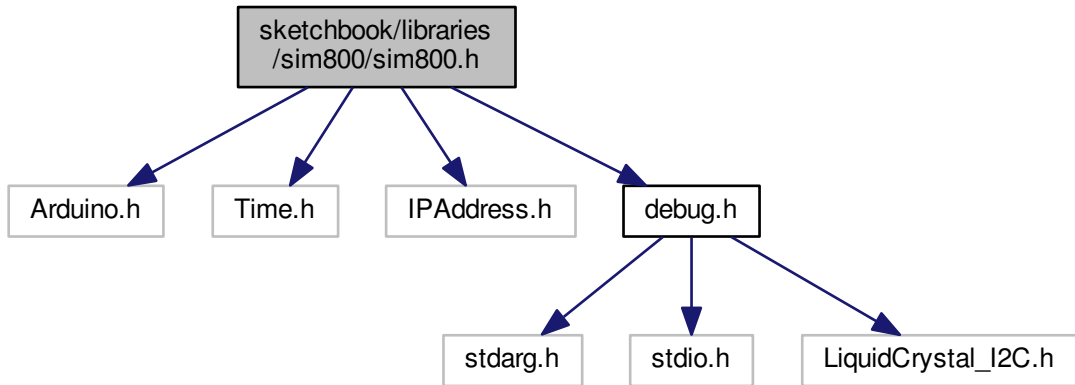 sketchbook/libraries
/sim800/sim800.h
Arduino.h
Time.h
IPAddress.h
debug.h
stdarg.h
stdio.h
LiquidCrystal_I2C.h